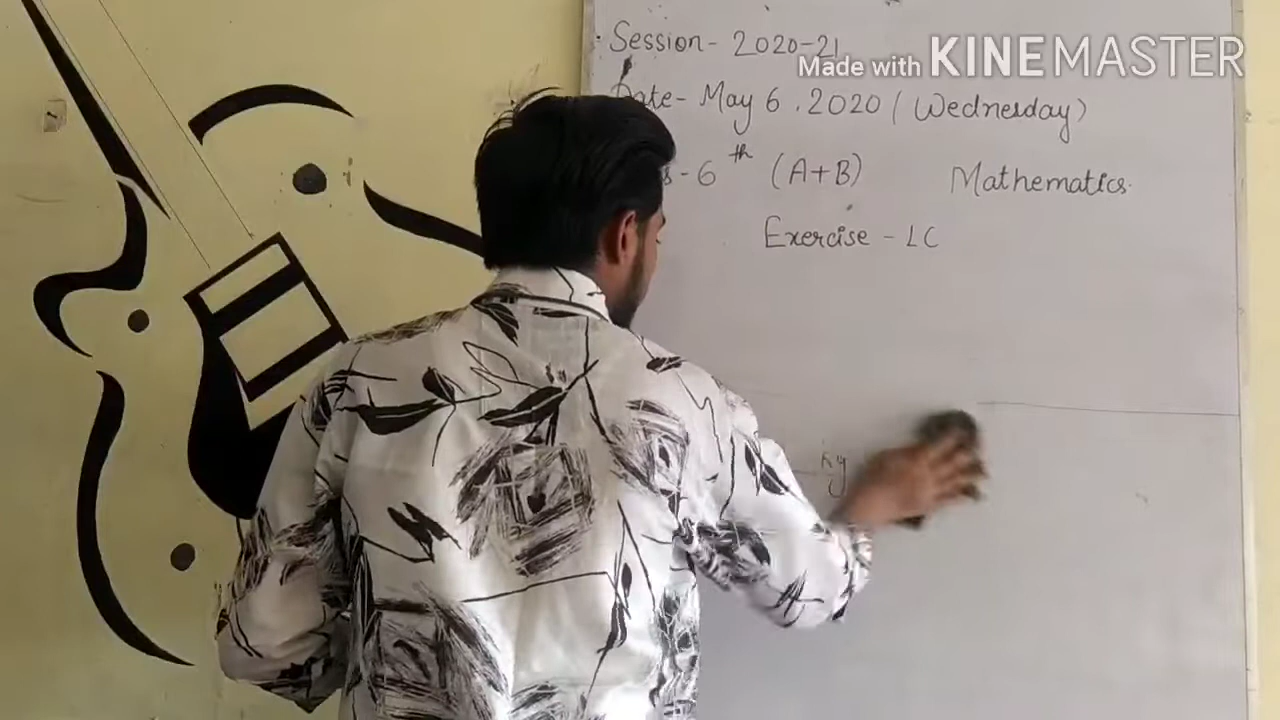 Session - 2020-21
Made with KINEMASTER
Date - May 6, 2020 (Wednesday)
s - 6th (A+B) Mathematics
Exercise - 1C